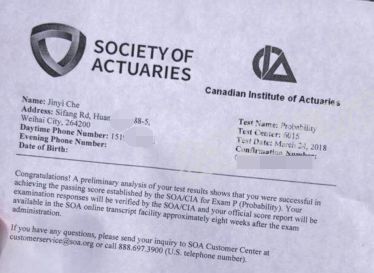 SOCIETY OF
ACTUARIES
Canadian Institute of Actuaries
Name: Jinyi Che
Address: Sifang Rd, Huan 88-5,
Weihai City, 264200
Daytime Phone Number: 151
Evening Phone Number:
Date of Birth:
Test Name: Probability
Test Center: 6015
Test Date: March 24, 2018
Confirmation Number:
Congratulations! A preliminary analysis of your test results shows that you were successful in
achieving the passing score established by the SOA/CIA for Exam P (Probability). Your
examination responses will be verified by the SOA/CIA and your official score report will be
available in the SOA online transcript facility approximately eight weeks after the exam
administration.
If you have any questions, please send your inquiry to SOA Customer Center at
customerservice@soa.org or call 888.697.3900 (U.S. telephone number).